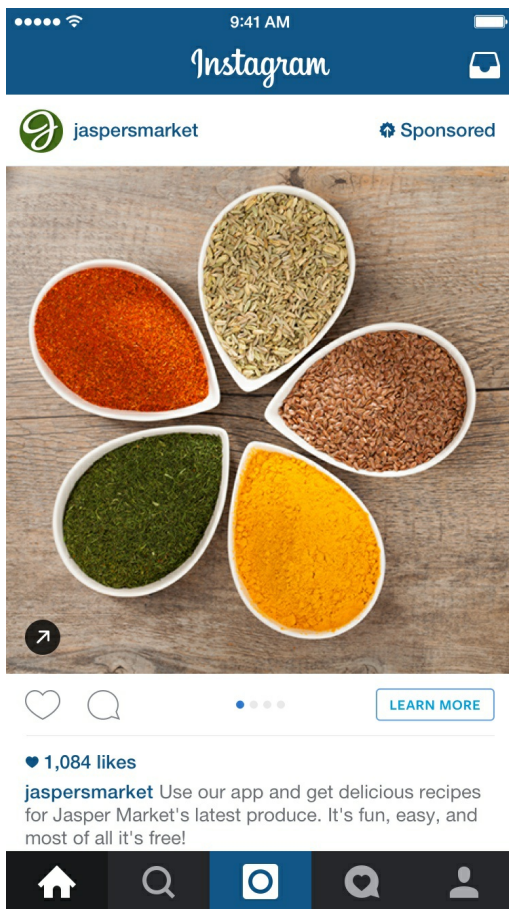 9:41 AM
Instagram
jaspersmarket Sponsored
LEARN MORE
1,084 likes
jaspersmarket Use our app and get delicious recipes
for Jasper Market's latest produce. It's fun, easy, and
most of all it's free!